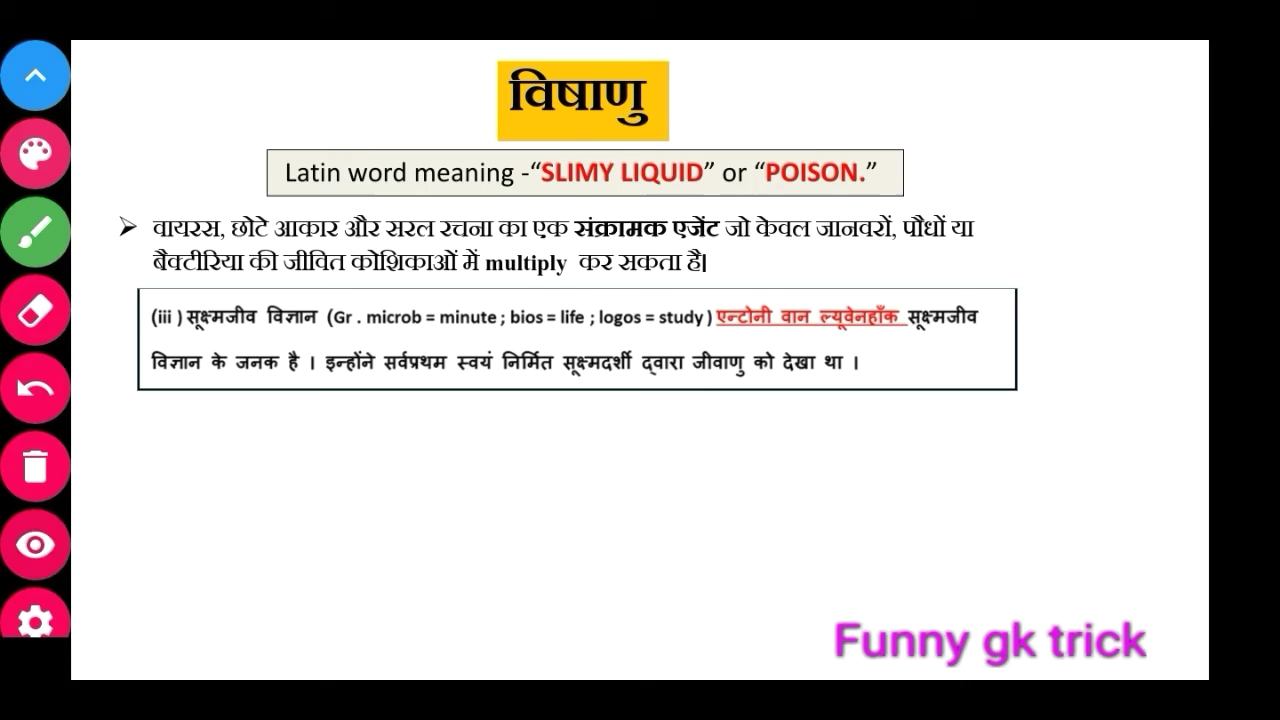 विषाणु
Latin word meaning -“SLIMY LIQUID” or “POISON.”
➢ वायरस, छोटे आकार और सरल रचना का एक संक्रामक एजेंट जो केवल जानवरों, पौधों या
बैक्टीरिया की जीवित कोशिकाओं में multiply कर सकता है।
(iii ) सूक्ष्मजीव विज्ञान (Gr . microb = minute ; bios = life ; logos = study ) एन्टोनी वान ल्यूवेनहाँक सूक्ष्मजीव
विज्ञान के जनक है । इन्होंने सर्वप्रथम स्वयं निर्मित सूक्ष्मदर्शी द्वारा जीवाणु को देखा था ।
Funny gk trick